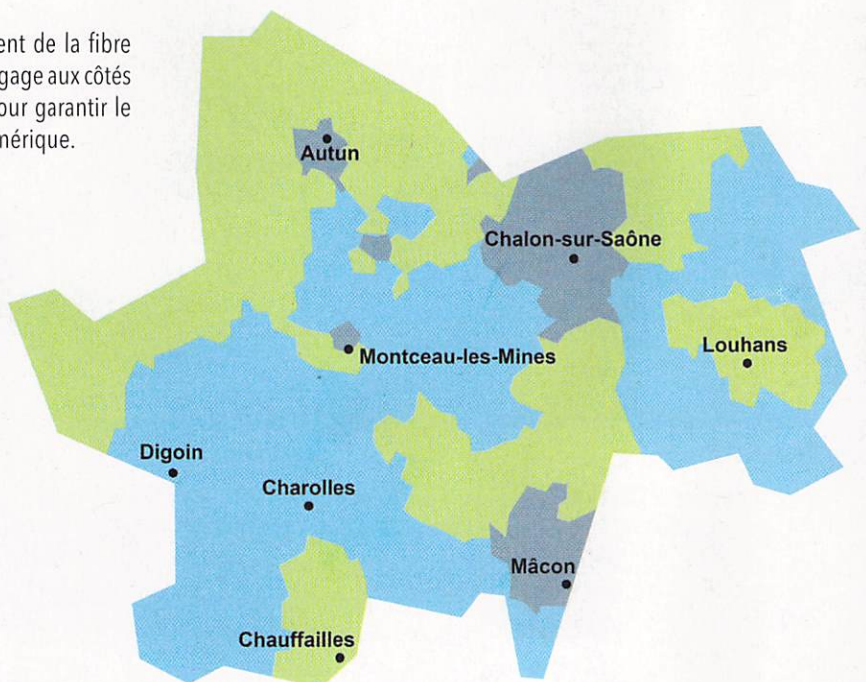 ent de la fibre
gage aux côtés
our garantir le
mérique.
Autun
Chalon-sur-Saône
Louhans
Montceau-les-Mines
Digoin
Charolles
Mâcon
Chauffailles